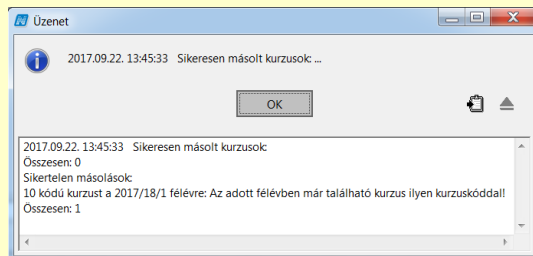 Üzenet
2017.09.22. 13:45:33   Sikeresen másolt kurzusok: ...
OK
2017.09.22. 13:45:33   Sikeresen másolt kurzusok:
Összesen: 0
Sikertelen másolások:
10 kódú kurzust a 2017/18/1 félévre: Az adott félévben már található kurzus ilyen kurzuskóddal!
Összesen: 1